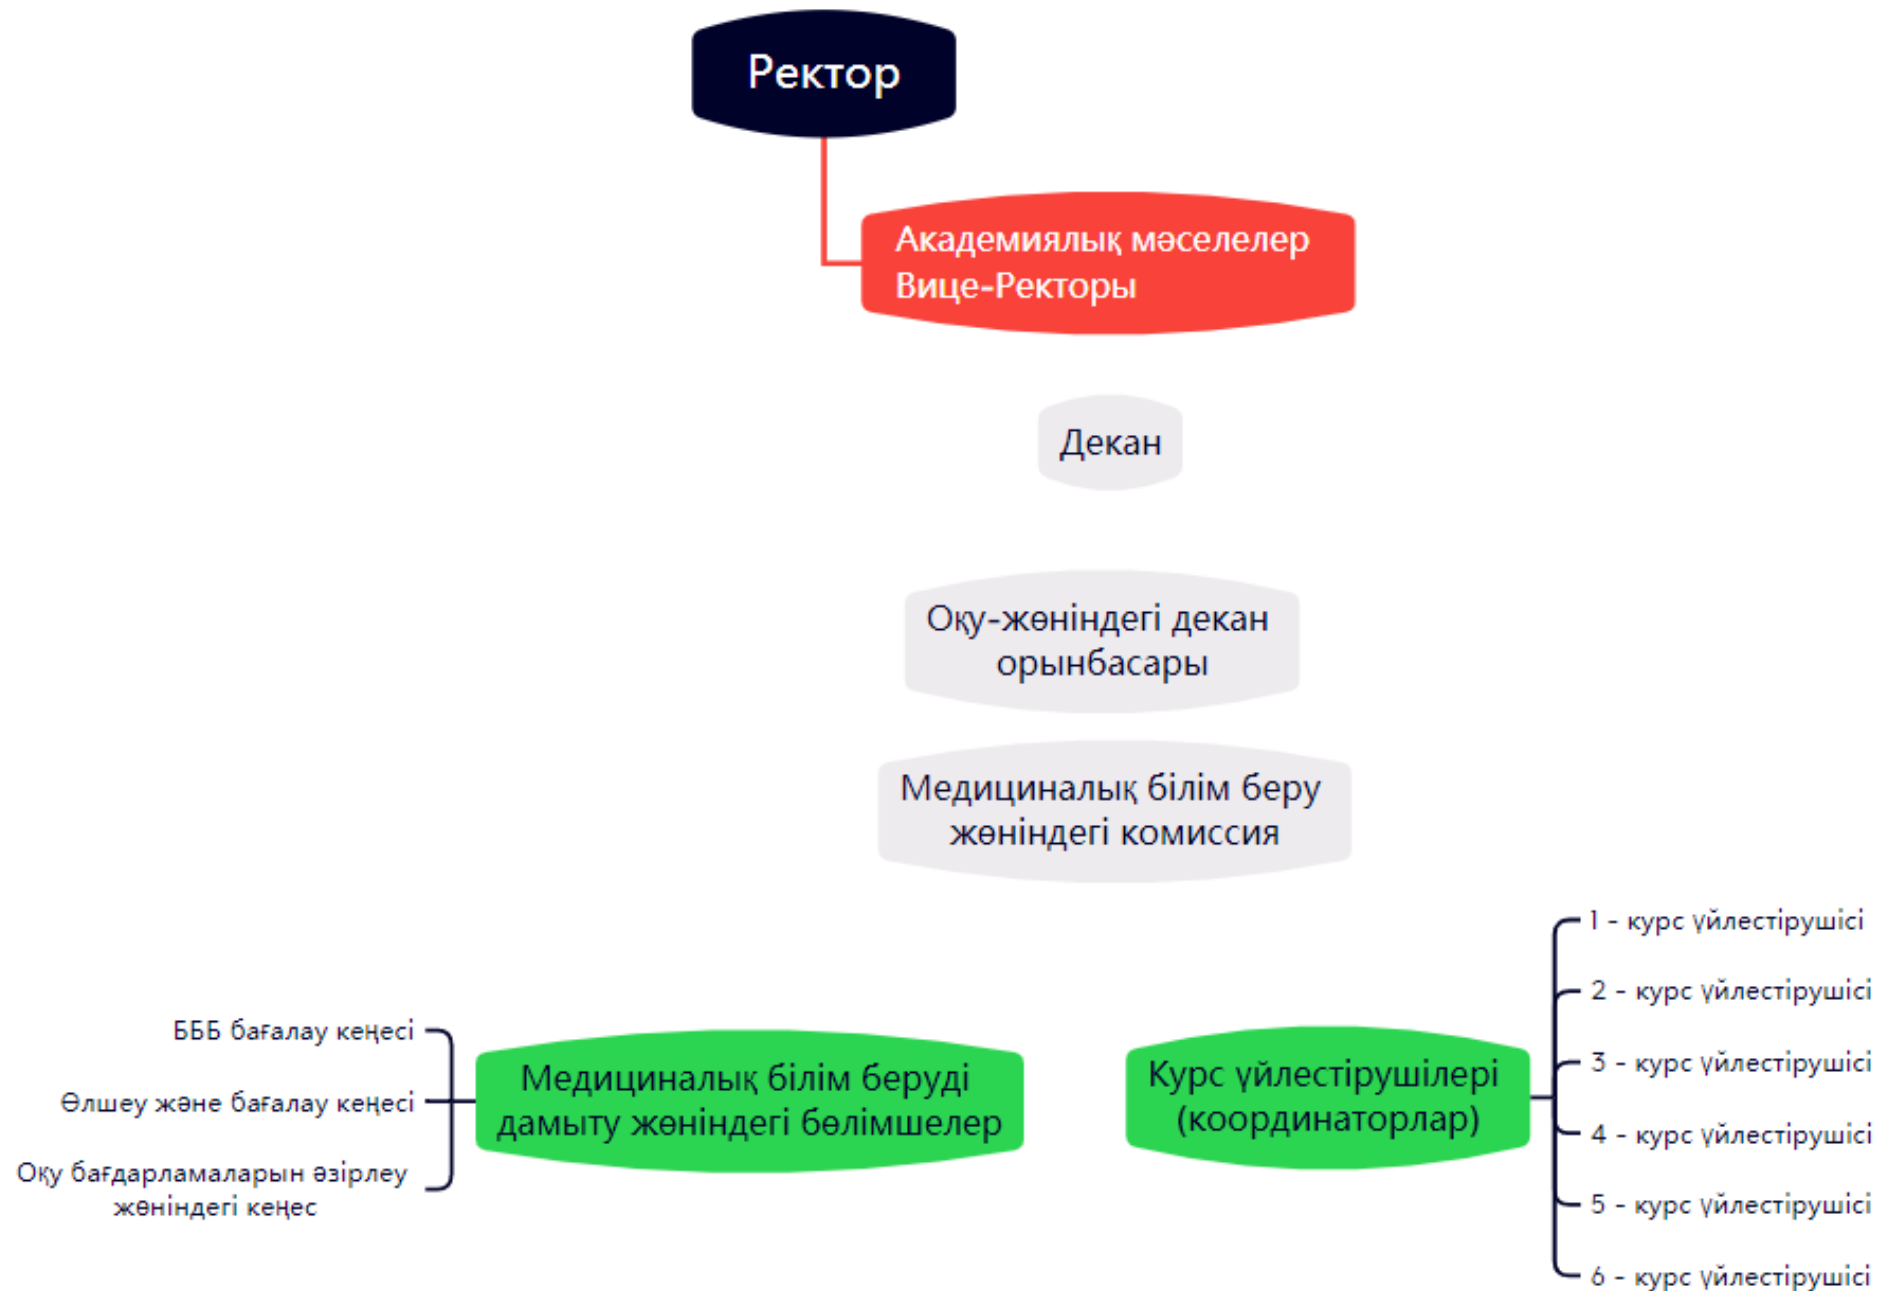 Ректор
Академиялық мәселелер
Вице-Ректоры
Декан
Оқу-жөніндегі декан
орынбасары
Медициналық білім беру
жөніндегі комиссия
БББ бағалау кеңесі
Өлшеу және бағалау кеңесі
Оқу бағдарламаларын әзірлеу
жөніндегі кеңес
Медициналық білім беруді
дамыту жөніндегі бөлімшелер
Курс үйлестірушілері
(координаторлар)
1 - курс үйлестірушісі
2 - курс үйлестірушісі
3 - курс үйлестірушісі
4 - курс үйлестірушісі
5 - курс үйлестірушісі
6 - курс үйлестірушісі